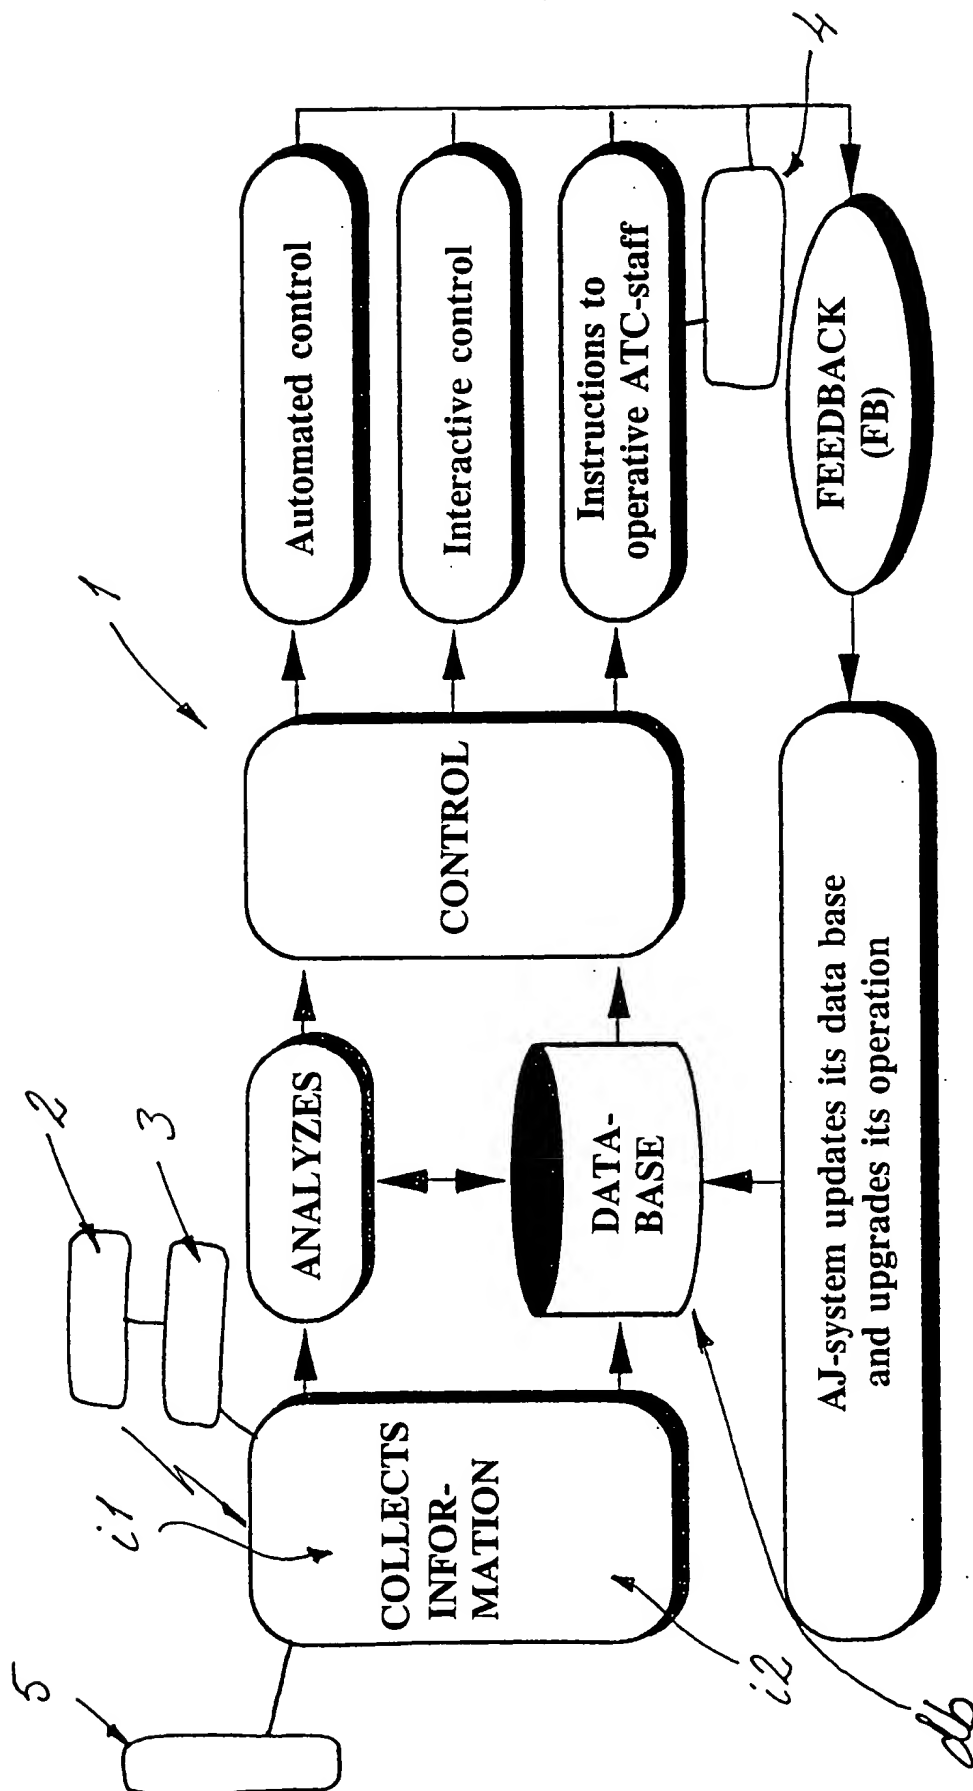 5
i1
2
3
1
4
COLLECTS
INFOR-
MATION
ANALYZES
DATA-
BASE
CONTROL
Automated control
Interactive control
Instructions to
operative ATC-staff
FEEDBACK
(FB)
AJ-system updates its data base
and upgrades its operation
i2
db